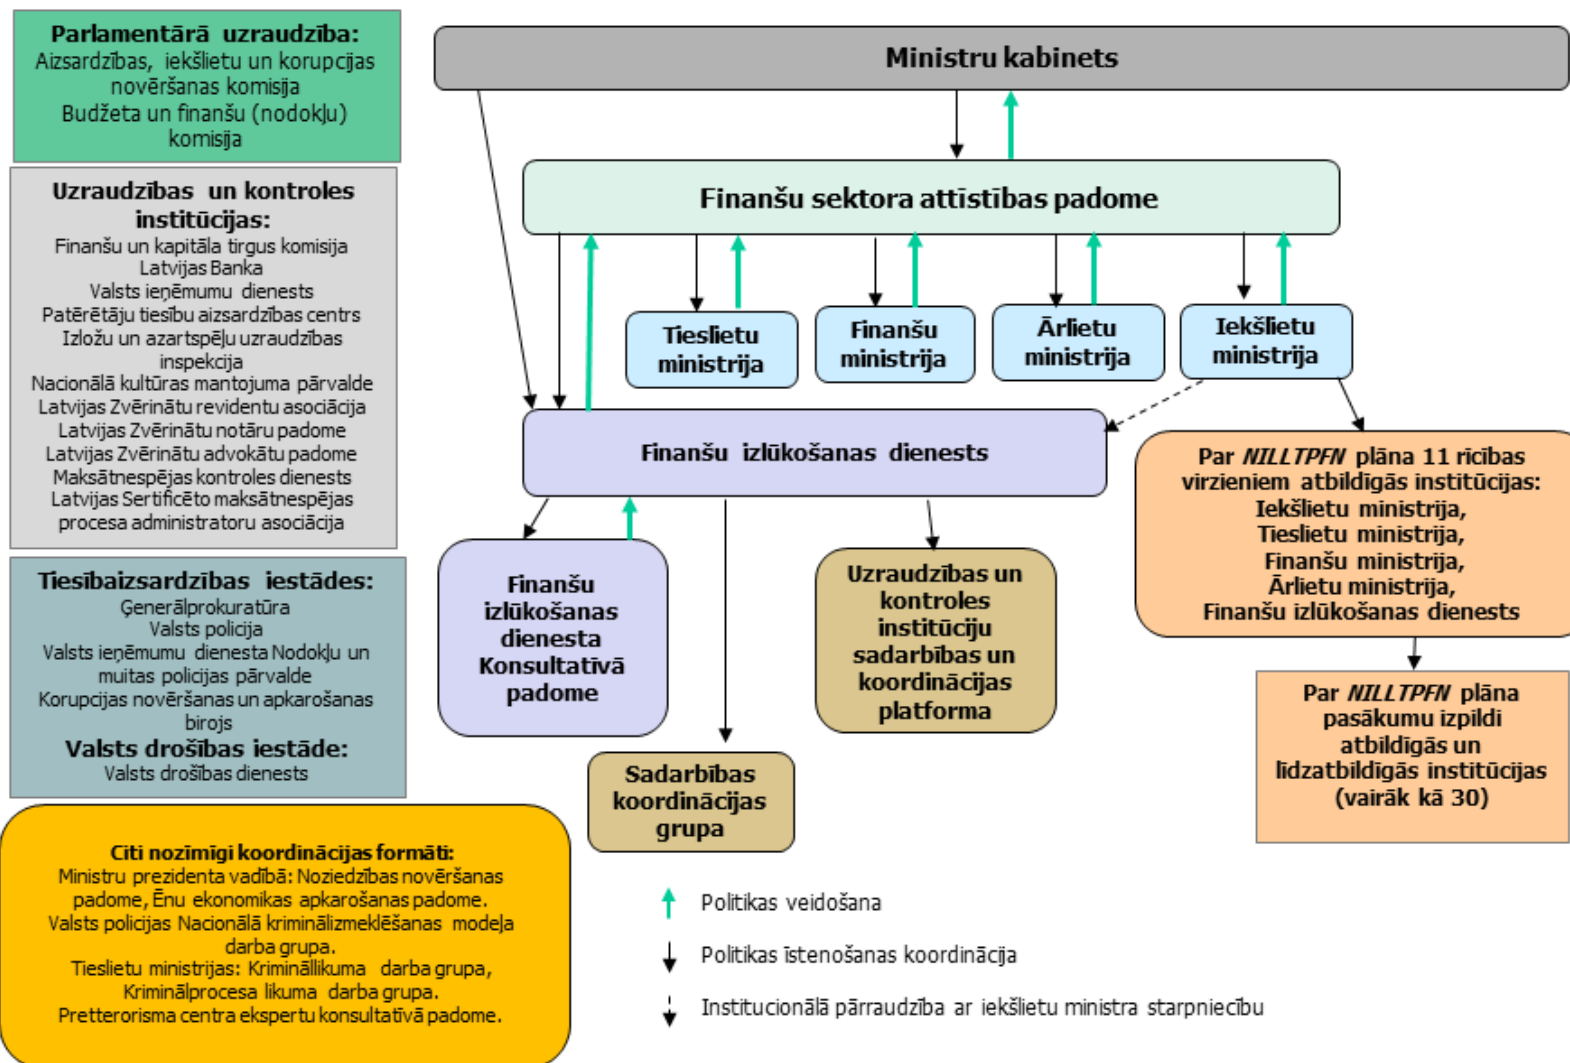 Parlamentārā uzraudzība:
Aizsardzības, iekšlietu un korupcijas
novēršanas komisija
Budžeta un finanšu (nodokļu)
komisija
Uzraudzības un kontroles
institūcijas:
Finanšu un kapitāla tirgus komisija
Latvijas Banka
Valsts ieņēmumu dienests
Patērētāju tiesību aizsardzības centrs
Izložu un azartspēļu uzraudzības
inspekcija
Nacionālā kultūras mantojuma pārvalde
Latvijas Zvērinātu revidentu asociācija
Latvijas Zvērinātu notāru padome
Latvijas Zvērinātu advokātu padome
Maksātnespējas kontroles dienests
Latvijas Sertificēto maksātnespējas
procesa administratoru asociācija
Tiesībaizsardzības iestādes:
Ģenerālprokuratūra
Valsts policija
Valsts ieņēmumu dienesta Nodokļu un
muitas policijas pārvalde
Korupcijas novēršanas un apkarošanas
birojs
Valsts drošības iestāde:
Valsts drošības dienests
Citi nozīmīgi koordinācijas formāti:
Ministru prezidenta vadībā: Noziedzības novēršanas
padome, Ēnu ekonomikas apkarošanas padome.
Valsts policijas Nacionālā kriminālizmeklēšanas modeļa
darba grupa.
Tieslietu ministrijas: Krimināllikuma darba grupa,
Kriminālprocesa likuma darba grupa.
Pretterorisma centra ekspertu konsultatīvā padome.
Ministru kabinets
Finanšu sektora attīstības padome
Tieslietu
ministrija
Finanšu
ministrija
Ārlietu
ministrija
Iekšlietu
ministrija
Finanšu izlūkošanas dienests
Finanšu
izlūkošanas
dienesta
Konsultatīvā
padome
Uzraudzības un
kontroles
institūciju
sadarbības un
koordinācijas
platforma
Sadarbības
koordinācijas
grupa
Par NILLTPFN plāna 11 rīcības
virzieniem atbildīgās institūcijas:
Iekšlietu ministrija,
Tieslietu ministrija,
Finanšu ministrija,
Ārlietu ministrija,
Finanšu izlūkošanas dienests
Par NILLTPFN plāna
pasākumu izpildi
atbildīgās un
līdzatbildīgās institūcijas
(vairāk kā 30)
Politikas veidošana
Politikas īstenošanas koordinācija
Institucionālā pārraudzība ar iekšlietu ministra starpniecību